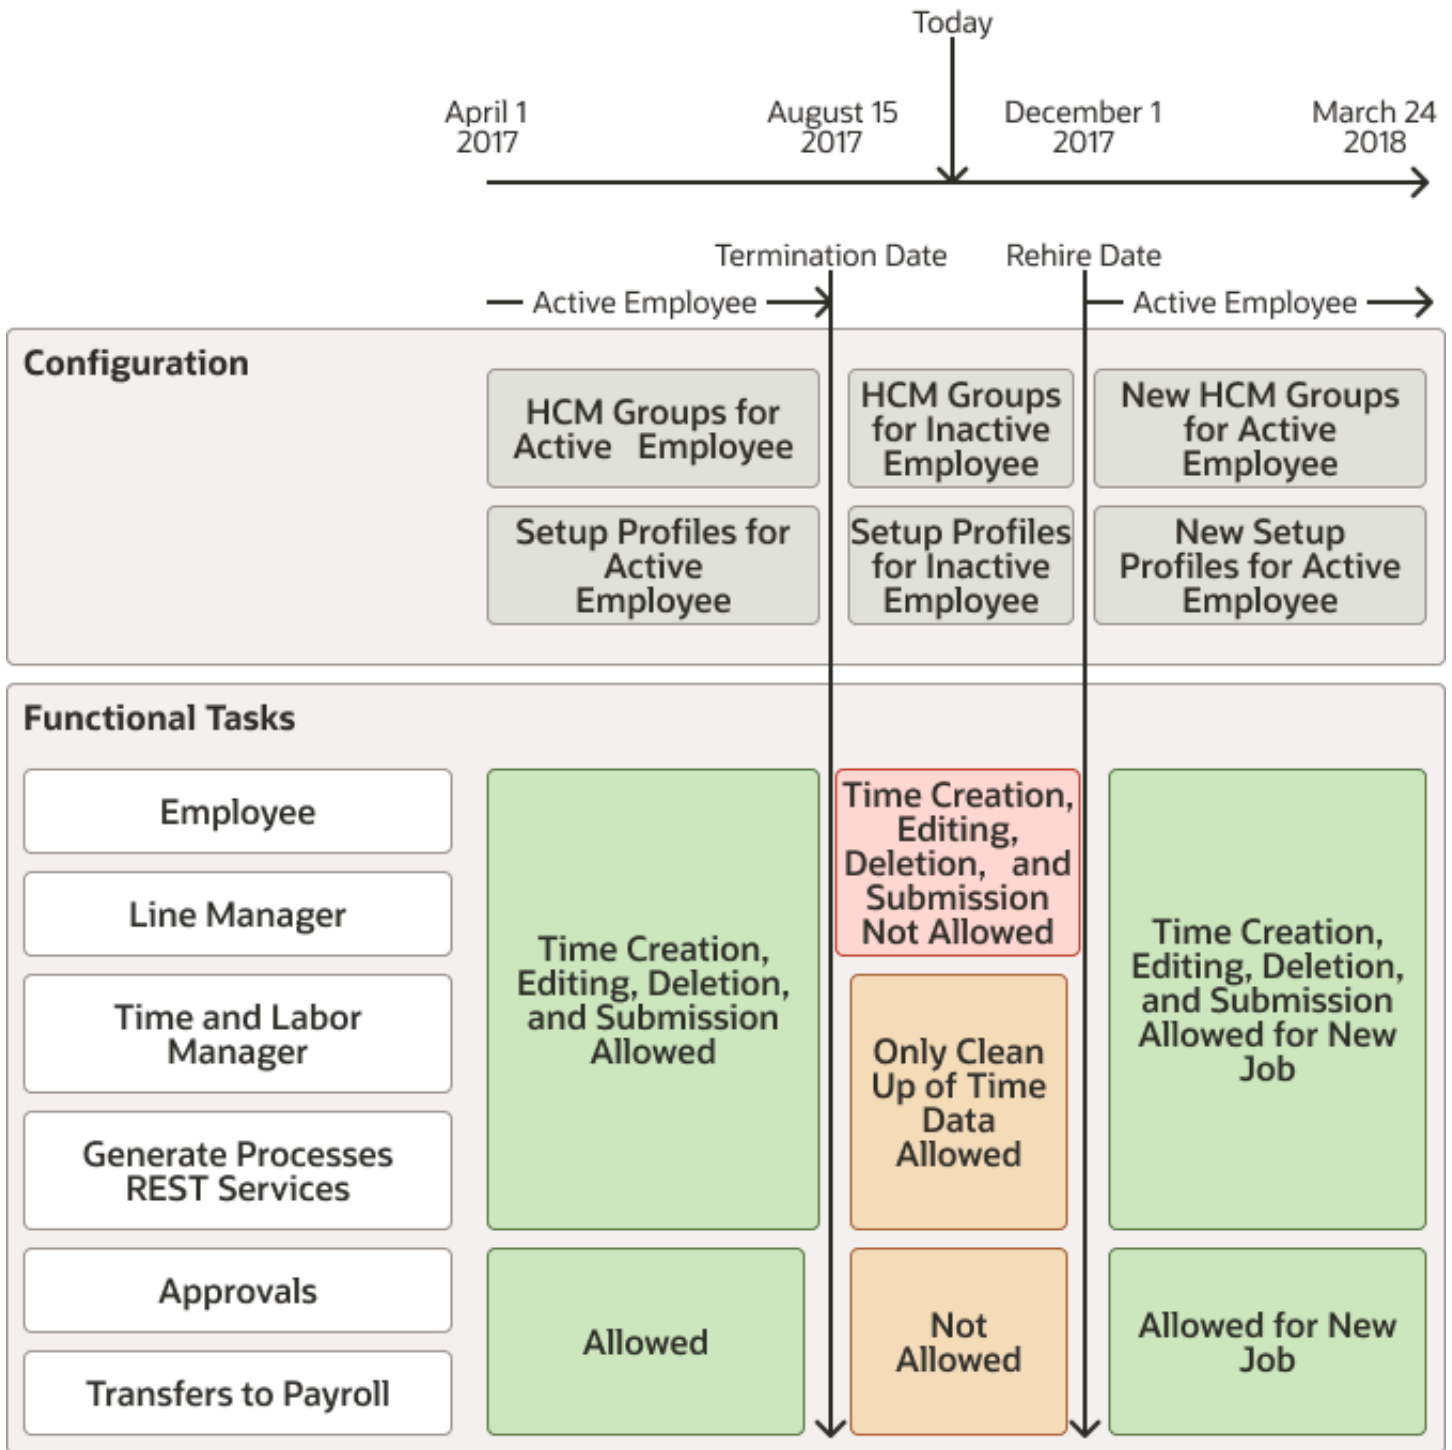 Today
April 1
2017
August 15
2017
December 1
2017
March 24
2018
Termination Date
Rehire Date
Active Employee
Active Employee
Configuration
HCM Groups for
Active Employee
HCM Groups
for Inactive
Employee
New HCM Groups
for Active
Employee
Setup Profiles for
Active
Employee
Setup Profiles
for Inactive
Employee
New Setup
Profiles for Active
Employee
Functional Tasks
Employee
Line Manager
Time and Labor
Manager
Generate Processes
REST Services
Approvals
Transfers to Payroll
Time Creation,
Editing, Deletion,
and Submission
Allowed
Allowed
Time Creation,
Editing,
Deletion, and
Submission
Not Allowed
Only Clean
Up of Time
Data
Allowed
Not
Allowed
Time Creation,
Editing, Deletion,
and Submission
Allowed for New
Job
Allowed for New
Job